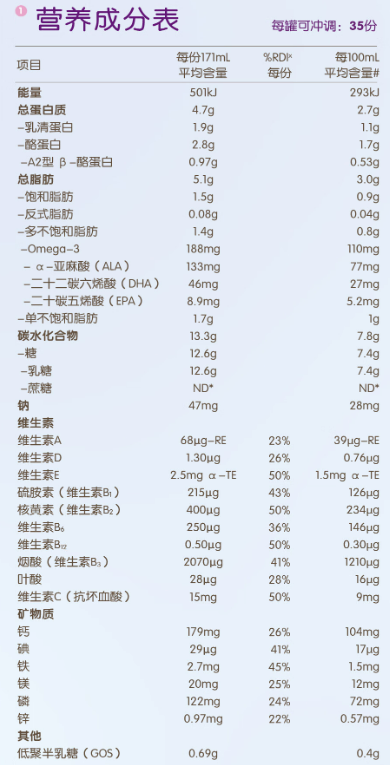 1 营养成分表
每罐可冲调：35份
项目 每份171mL 平均含量 %RDI^ 每份 每100mL 平均含量#
能量 501kJ 293kJ
总蛋白质 4.7g 2.7g
–乳清蛋白 1.9g 1.1g
–酪蛋白 2.8g 1.7g
–A2型 β–酪蛋白 0.97g 0.53g
总脂肪 5.1g 3.0g
–饱和脂肪 1.5g 0.9g
–反式脂肪 0.08g 0.04g
–多不饱和脂肪 1.4g 0.8g
–Omega–3 188mg 110mg
– α–亚麻酸（ALA） 133mg 77mg
–二十二碳六烯酸（DHA） 46mg 27mg
–二十碳五烯酸（EPA） 8.9mg 5.2mg
–单不饱和脂肪 1.7g 1g
碳水化合物 13.3g 7.8g
–糖 12.6g 7.4g
–乳糖 12.6g 7.4g
–蔗糖 ND* ND*
钠 47mg 28mg
维生素
维生素A 68µg–RE 23% 39µg–RE
维生素D 1.30µg 26% 0.76µg
维生素E 2.5mg α–TE 50% 1.5mg α–TE
硫胺素（维生素B₁） 215µg 43% 126µg
核黄素（维生素B₂） 400µg 50% 234µg
维生素B₆ 250µg 36% 146µg
维生素B₁₂ 0.50µg 50% 0.30µg
烟酸（维生素B₃） 2070µg 41% 1210µg
叶酸 28µg 28% 16µg
维生素C（抗坏血酸） 15mg 50% 9mg
矿物质
钙 179mg 26% 104mg
碘 29µg 41% 17µg
铁 2.7mg 45% 1.5mg
镁 20mg 25% 12mg
磷 122mg 24% 72mg
锌 0.97mg 22% 0.57mg
其他
低聚半乳糖（GOS） 0.69g 0.4g